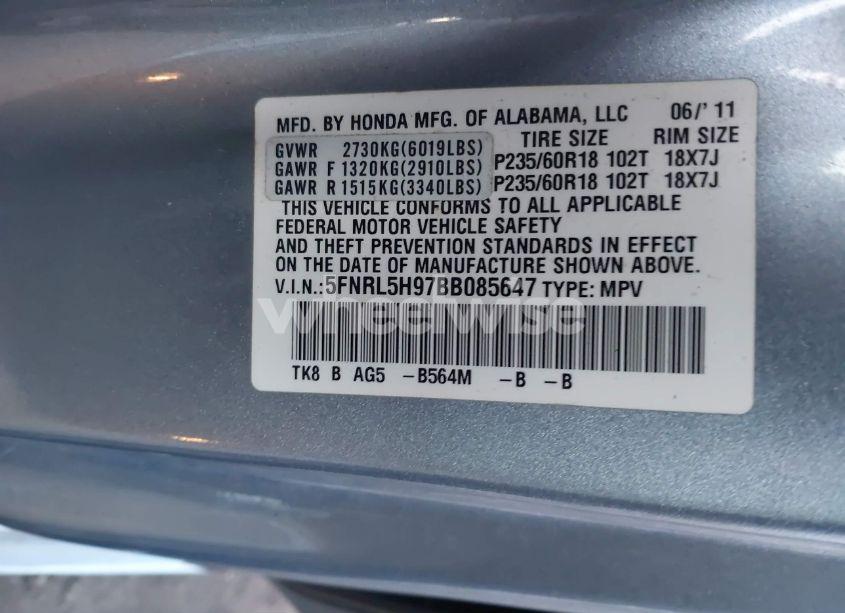 MFD. BY HONDA MFG. OF ALABAMA, LLC 06/'11
TIRE SIZE RIM SIZE
GVWR 2730KG(6019LBS)
GAWR F 1320KG(2910LBS) P235/60R18 102T 18X7J
GAWR R 1515KG(3340LBS) P235/60R18 102T 18X7J
THIS VEHICLE CONFORMS TO ALL APPLICABLE
FEDERAL MOTOR VEHICLE SAFETY
AND THEFT PREVENTION STANDARDS IN EFFECT
ON THE DATE OF MANUFACTURE SHOWN ABOVE.
V.I.N.:5FNRL5H97BB085647 TYPE: MPV
wheelwise
TK8 B AG5 -B564M -B -B